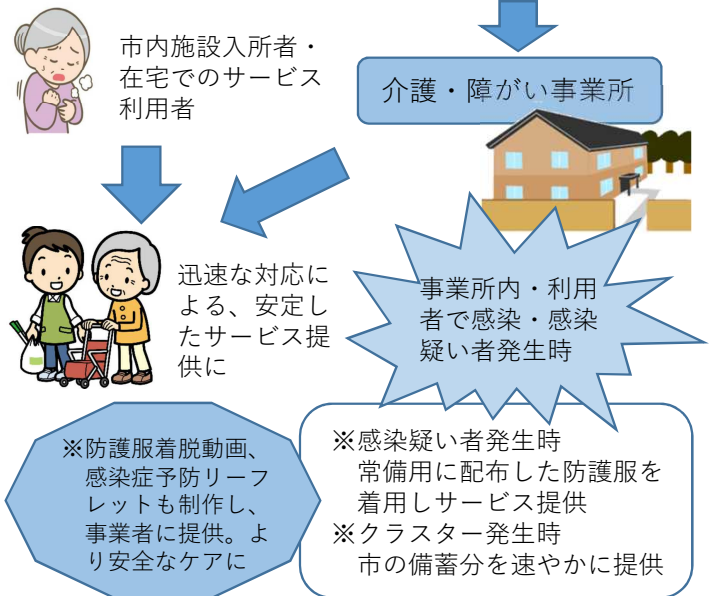 市内施設入所者・
在宅でのサービス
利用者
介護・障がい事業所
迅速な対応に
よる、安定し
たサービス提
供に
事業所内・利用
者で感染・感染
疑い者発生時
※防護服着脱動画、
感染症予防リーフ
レットも制作し、
事業者に提供。よ
り安全なケアに
※感染疑い者発生時
常備用に配布した防護服を
着用しサービス提供
※クラスター発生時
市の備蓄分を速やかに提供